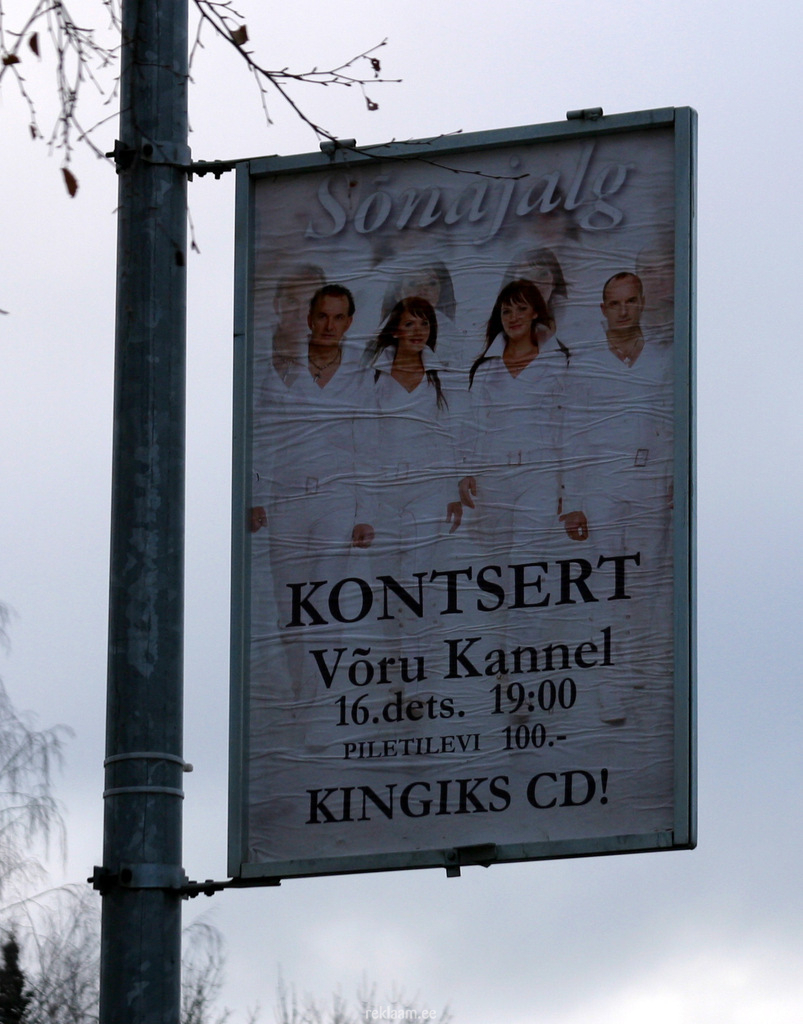 Sõnajalg
KONTSERT
Võru Kannel
16.dets. 19:00
PILETILEVI 100.-
KINGIKS CD!
reklaam.ee